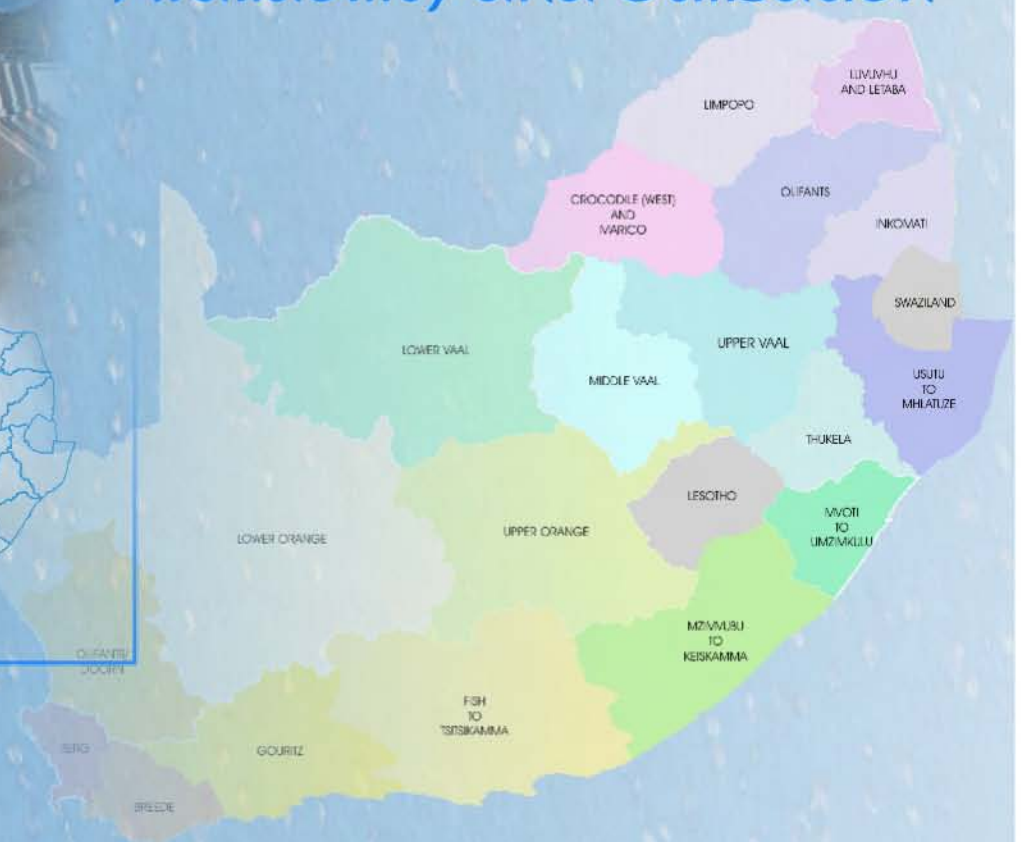 LUVUVHU
AND LETABA
LIMPOPO
OLIFANTS
CROCODILE (WEST)
AND
MARICO
INKOMATI
SWAZILAND
UPPER VAAL
LOWER VAAL
MIDDLE VAAL
USUTU
TO
MHLATUZE
THUKELA
LESOTHO
MVOTI
TO
UMZIMKULU
UPPER ORANGE
LOWER ORANGE
MZIMVUBU
TO
KEISKAMMA
OLIFANTS/
DOORN
FISH
TO
TSITSIKAMMA
BERG
GOURITZ
BREEDE